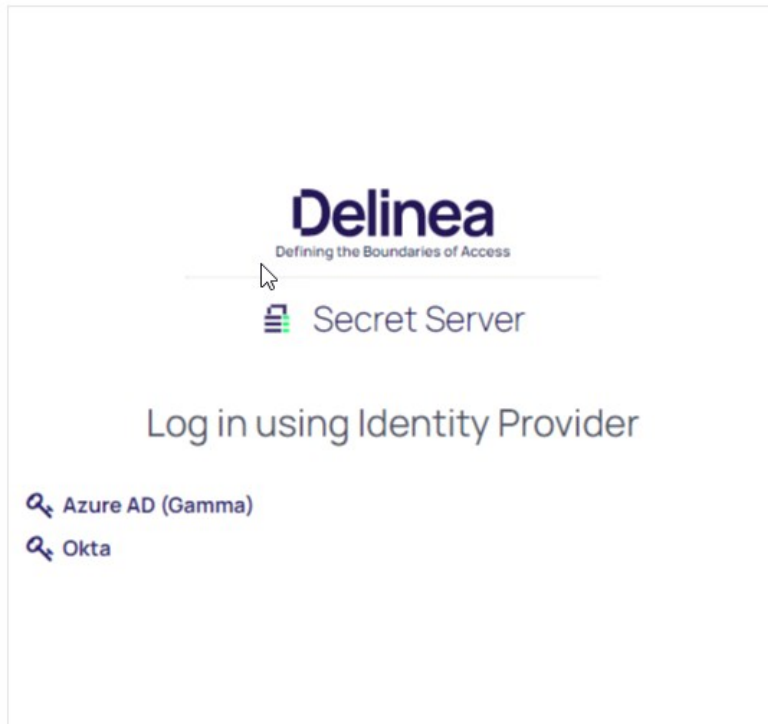 Delinea
Defining the Boundaries of Access
Secret Server
Log in using Identity Provider
Azure AD (Gamma)
Okta